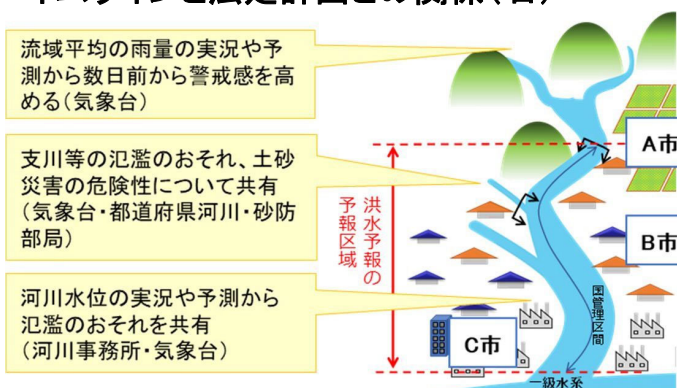 流域平均の雨量の実況や予
測から数日前から警戒感を高
める(気象台)
支川等の氾濫のおそれ、土砂
災害の危険性について共有
(気象台・都道府県河川・砂防
部局)
河川水位の実況や予測から
氾濫のおそれを共有
(河川事務所・気象台)
洪水予報の
予報区域
A市
B市
C市
国管理区間
一級水系